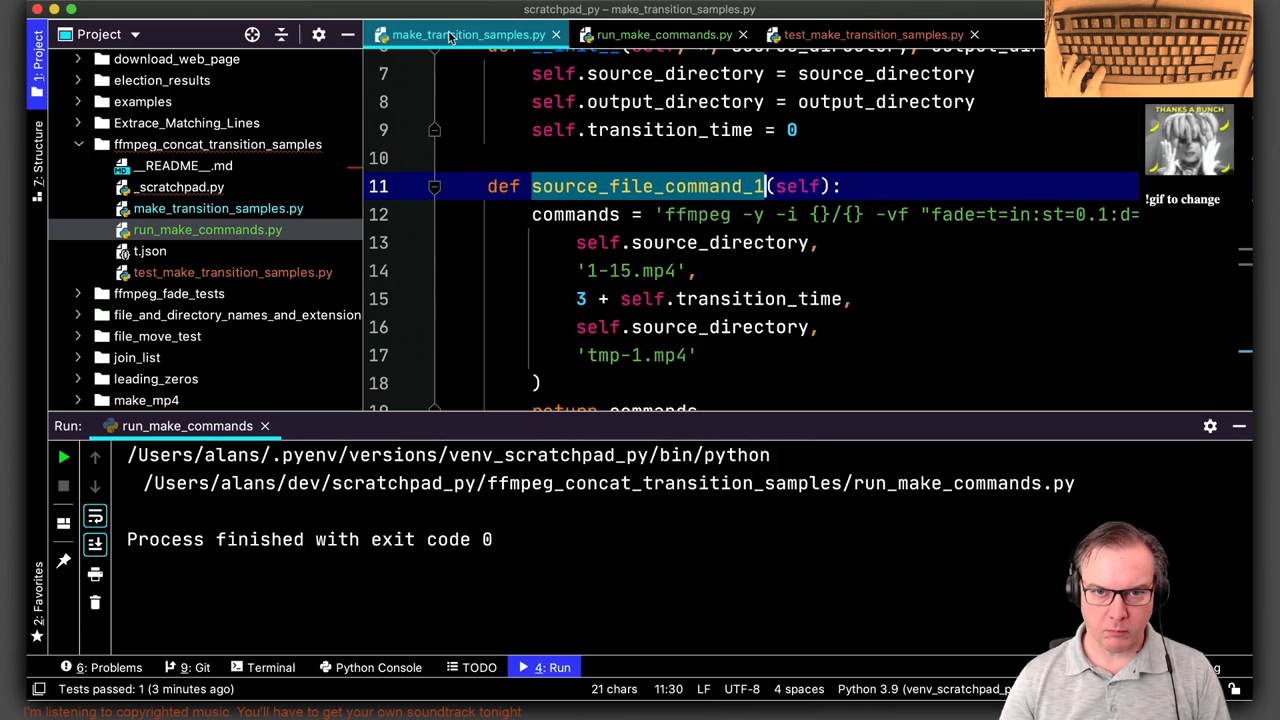 scratchpad_py – make_transition_samples.py
1: Project
7: Structure
2: Favorites
Project
make_transition_samples.py
run_make_commands.py
test_make_transition_samples.py
download_web_page
election_results
examples
Extrace_Matching_Lines
ffmpeg_concat_transition_samples
__README__.md
_scratchpad.py
make_transition_samples.py
run_make_commands.py
t.json
test_make_transition_samples.py
ffmpeg_fade_tests
file_and_directory_names_and_extension
file_move_test
join_list
leading_zeros
make_mp4
7 self.source_directory = source_directory
8 self.output_directory = output_directory
9 self.transition_time = 0
10
11 def source_file_command_1(self):
12 commands = 'ffmpeg -y -i {}/{} -vf "fade=t=in:st=0.1:d=
13 self.source_directory,
14 '1-15.mp4',
15 3 + self.transition_time,
16 self.source_directory,
17 'tmp-1.mp4'
18 )
return commands
THANKS A BUNCH
!gif to change
Run: run_make_commands
/Users/alans/.pyenv/versions/venv_scratchpad_py/bin/python
/Users/alans/dev/scratchpad_py/ffmpeg_concat_transition_samples/run_make_commands.py
Process finished with exit code 0
6: Problems 9: Git Terminal Python Console TODO 4: Run
Tests passed: 1 (3 minutes ago) 21 chars 11:30 LF UTF-8 4 spaces Python 3.9 (venv_scratchpad_p
I'm listening to copyrighted music. You'll have to get your own soundtrack tonight